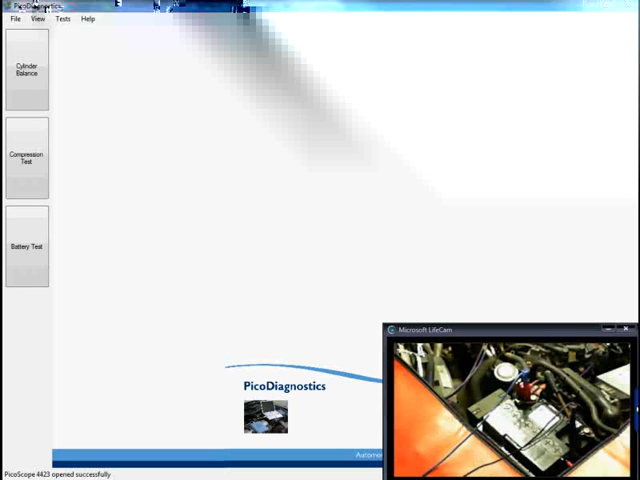 PicoDiagnostics
File View Tests Help
Cylinder
Balance
Compression
Test
Battery Test
Microsoft LifeCam
PicoDiagnostics
PicoScope 4423 opened successfully